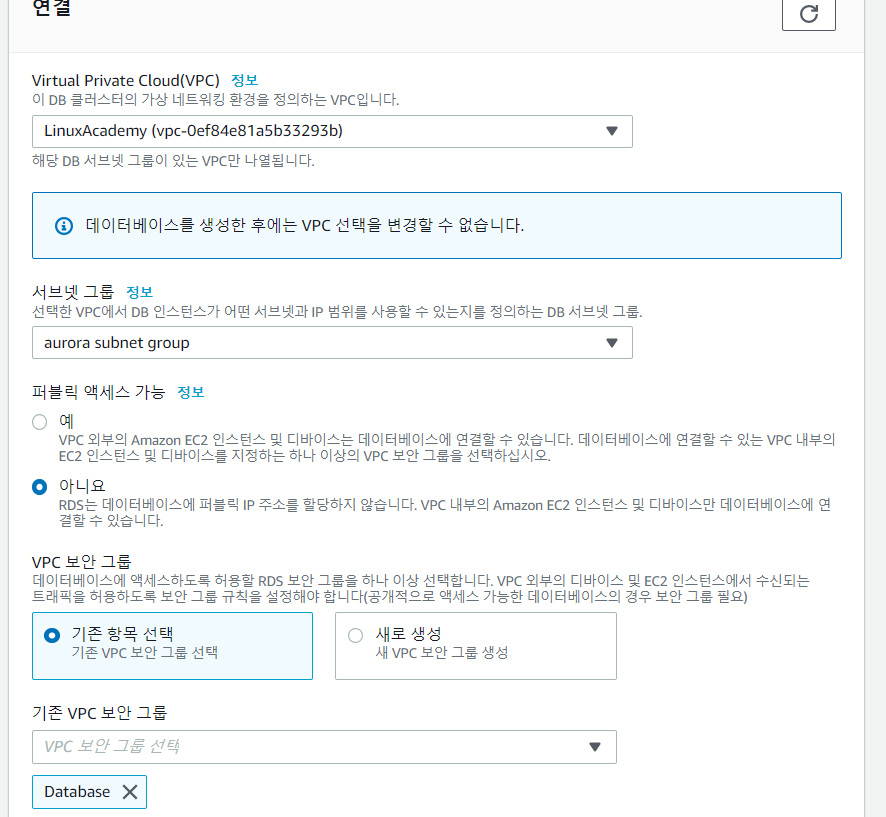 연결
Virtual Private Cloud(VPC) 정보
이 DB 클러스터의 가상 네트워킹 환경을 정의하는 VPC입니다.
LinuxAcademy (vpc-0ef84e81a5b33293b)
해당 DB 서브넷 그룹이 있는 VPC만 나열됩니다.
데이터베이스를 생성한 후에는 VPC 선택을 변경할 수 없습니다.
서브넷 그룹 정보
선택한 VPC에서 DB 인스턴스가 어떤 서브넷과 IP 범위를 사용할 수 있는지를 정의하는 DB 서브넷 그룹.
aurora subnet group
퍼블릭 액세스 가능 정보
예
VPC 외부의 Amazon EC2 인스턴스 및 디바이스는 데이터베이스에 연결할 수 있습니다. 데이터베이스에 연결할 수 있는 VPC 내부의
EC2 인스턴스 및 디바이스를 지정하는 하나 이상의 VPC 보안 그룹을 선택하십시오.
아니요
RDS는 데이터베이스에 퍼블릭 IP 주소를 할당하지 않습니다. VPC 내부의 Amazon EC2 인스턴스 및 디바이스만 데이터베이스에 연
결할 수 있습니다.
VPC 보안 그룹
데이터베이스에 액세스하도록 허용할 RDS 보안 그룹을 하나 이상 선택합니다. VPC 외부의 디바이스 및 EC2 인스턴스에서 수신되는
트래픽을 허용하도록 보안 그룹 규칙을 설정해야 합니다(공개적으로 액세스 가능한 데이터베이스의 경우 보안 그룹 필요)
기존 항목 선택
기존 VPC 보안 그룹 선택
새로 생성
새 VPC 보안 그룹 생성
기존 VPC 보안 그룹
VPC 보안 그룹 선택
Database